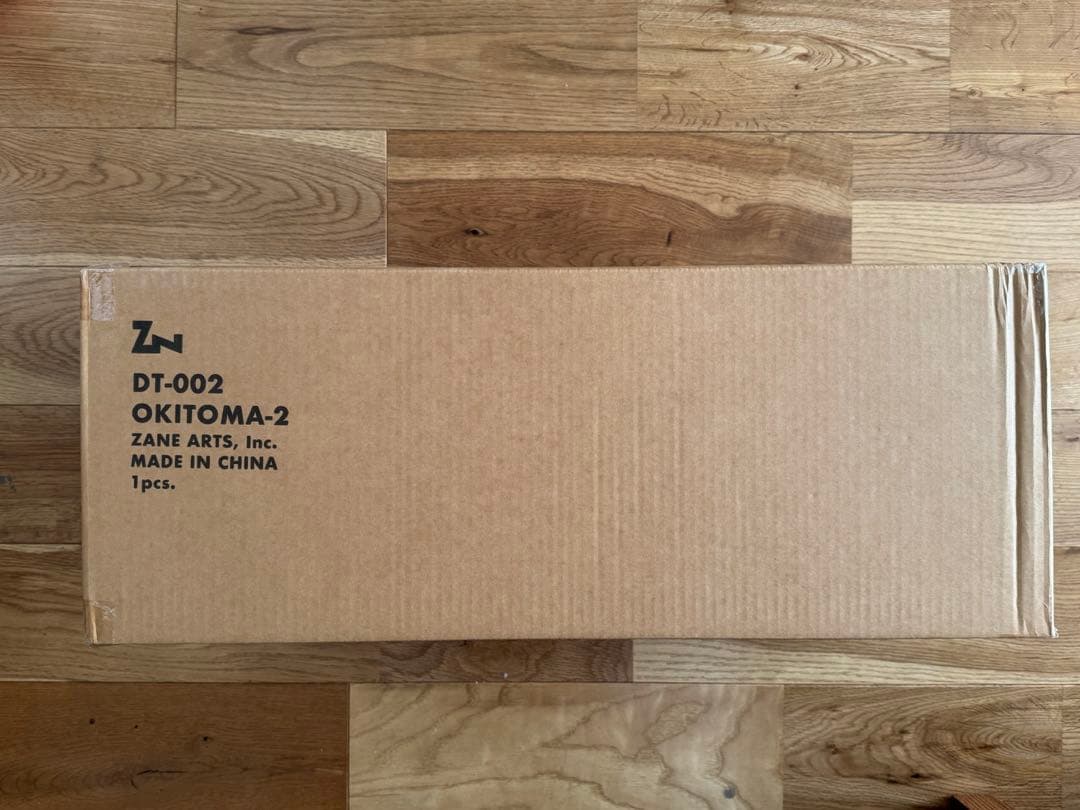 ZN
DT-002
OKITOMA-2
ZANE ARTS, Inc.
MADE IN CHINA
1pcs.